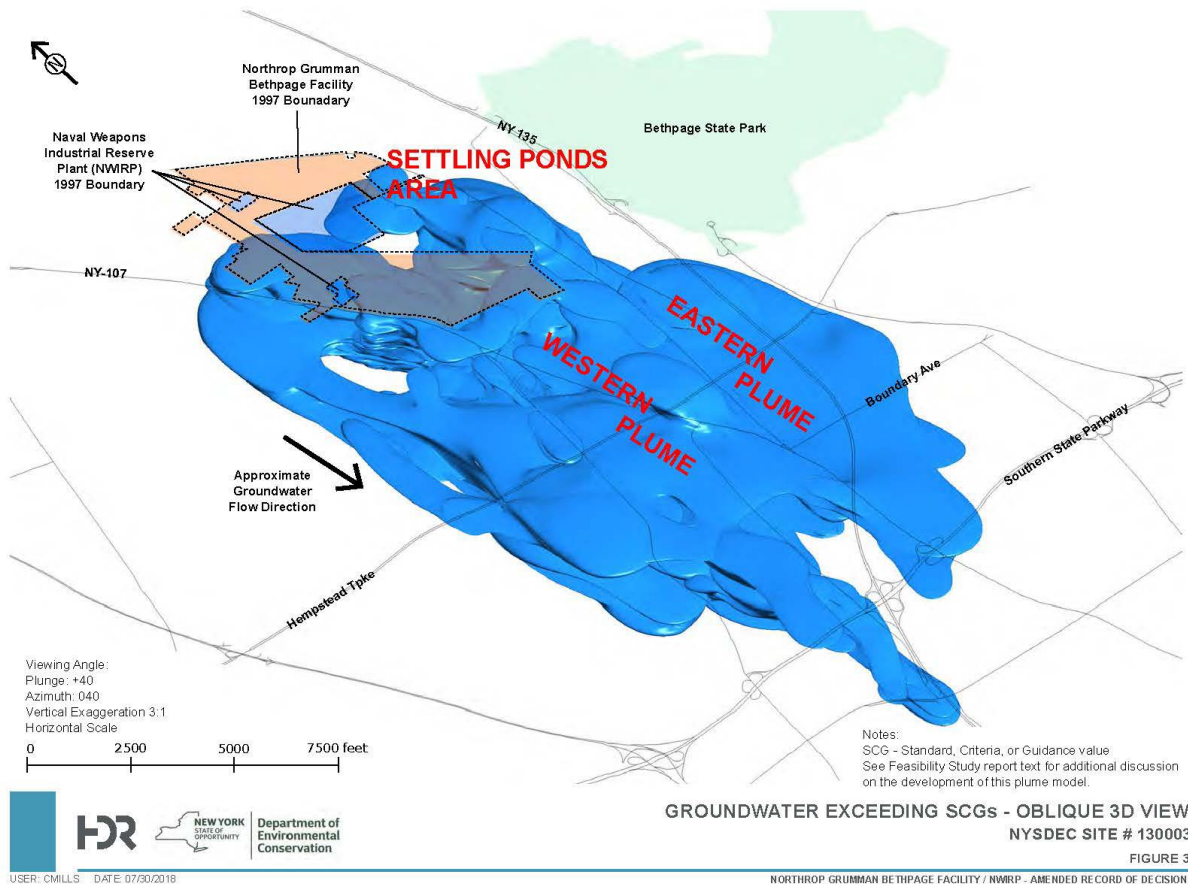 N
Northrop Grumman
Bethpage Facility
1997 Boundadary
Naval Weapons
Industrial Reserve
Plant (NWIRP)
1997 Boundary
NY 135
Bethpage State Park
SETTLING PONDS
AREA
NY-107
EASTERN
PLUME
WESTERN
PLUME
Boundary Ave
Southern State Parkway
Approximate
Groundwater
Flow Direction
Hempstead Tpke
Viewing Angle:
Plunge: +40
Azimuth: 040
Vertical Exaggeration 3:1
Horizontal Scale
0 2500 5000 7500 feet
Notes:
SCG - Standard, Criteria, or Guidance value
See Feasibility Study report text for additional discussion
on the development of this plume model.
HDR
NEW YORK
STATE OF
OPPORTUNITY
Department of
Environmental
Conservation
GROUNDWATER EXCEEDING SCGs - OBLIQUE 3D VIEW
NYSDEC SITE # 130003
FIGURE 3
USER: CMILLS DATE: 07/30/2018
NORTHROP GRUMMAN BETHPAGE FACILITY / NWIRP - AMENDED RECORD OF DECISION